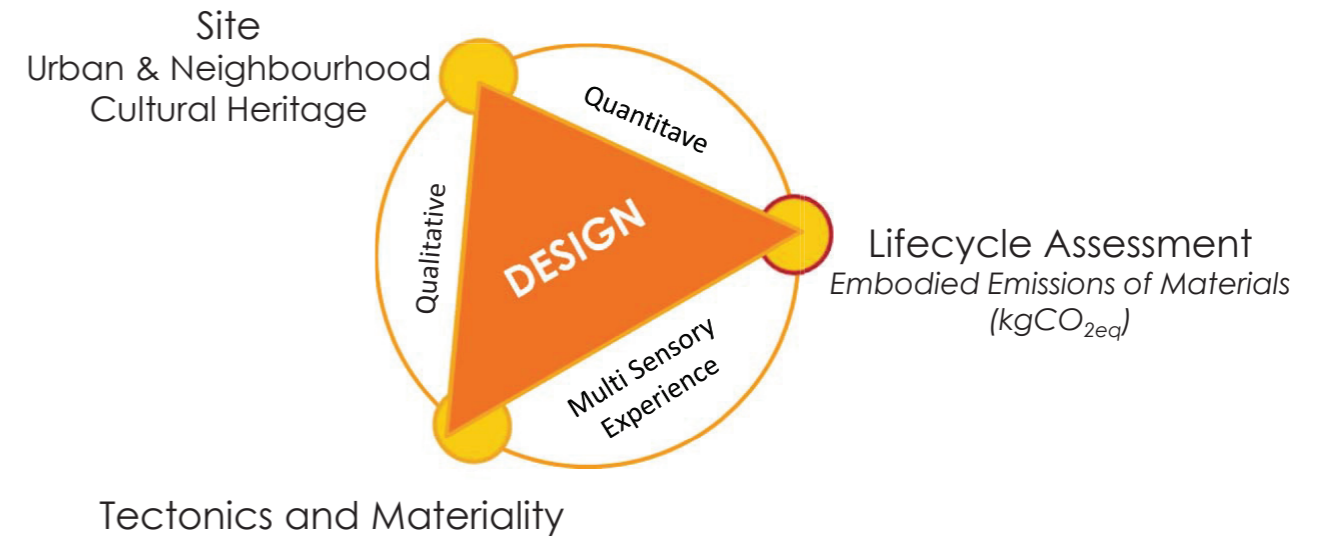 Site
Urban & Neighbourhood
Cultural Heritage
Quantitave
Qualitative
DESIGN
Lifecycle Assessment
Embodied Emissions of Materials
(kgCO2eq)
Multi Sensory
Experience
Tectonics and Materiality